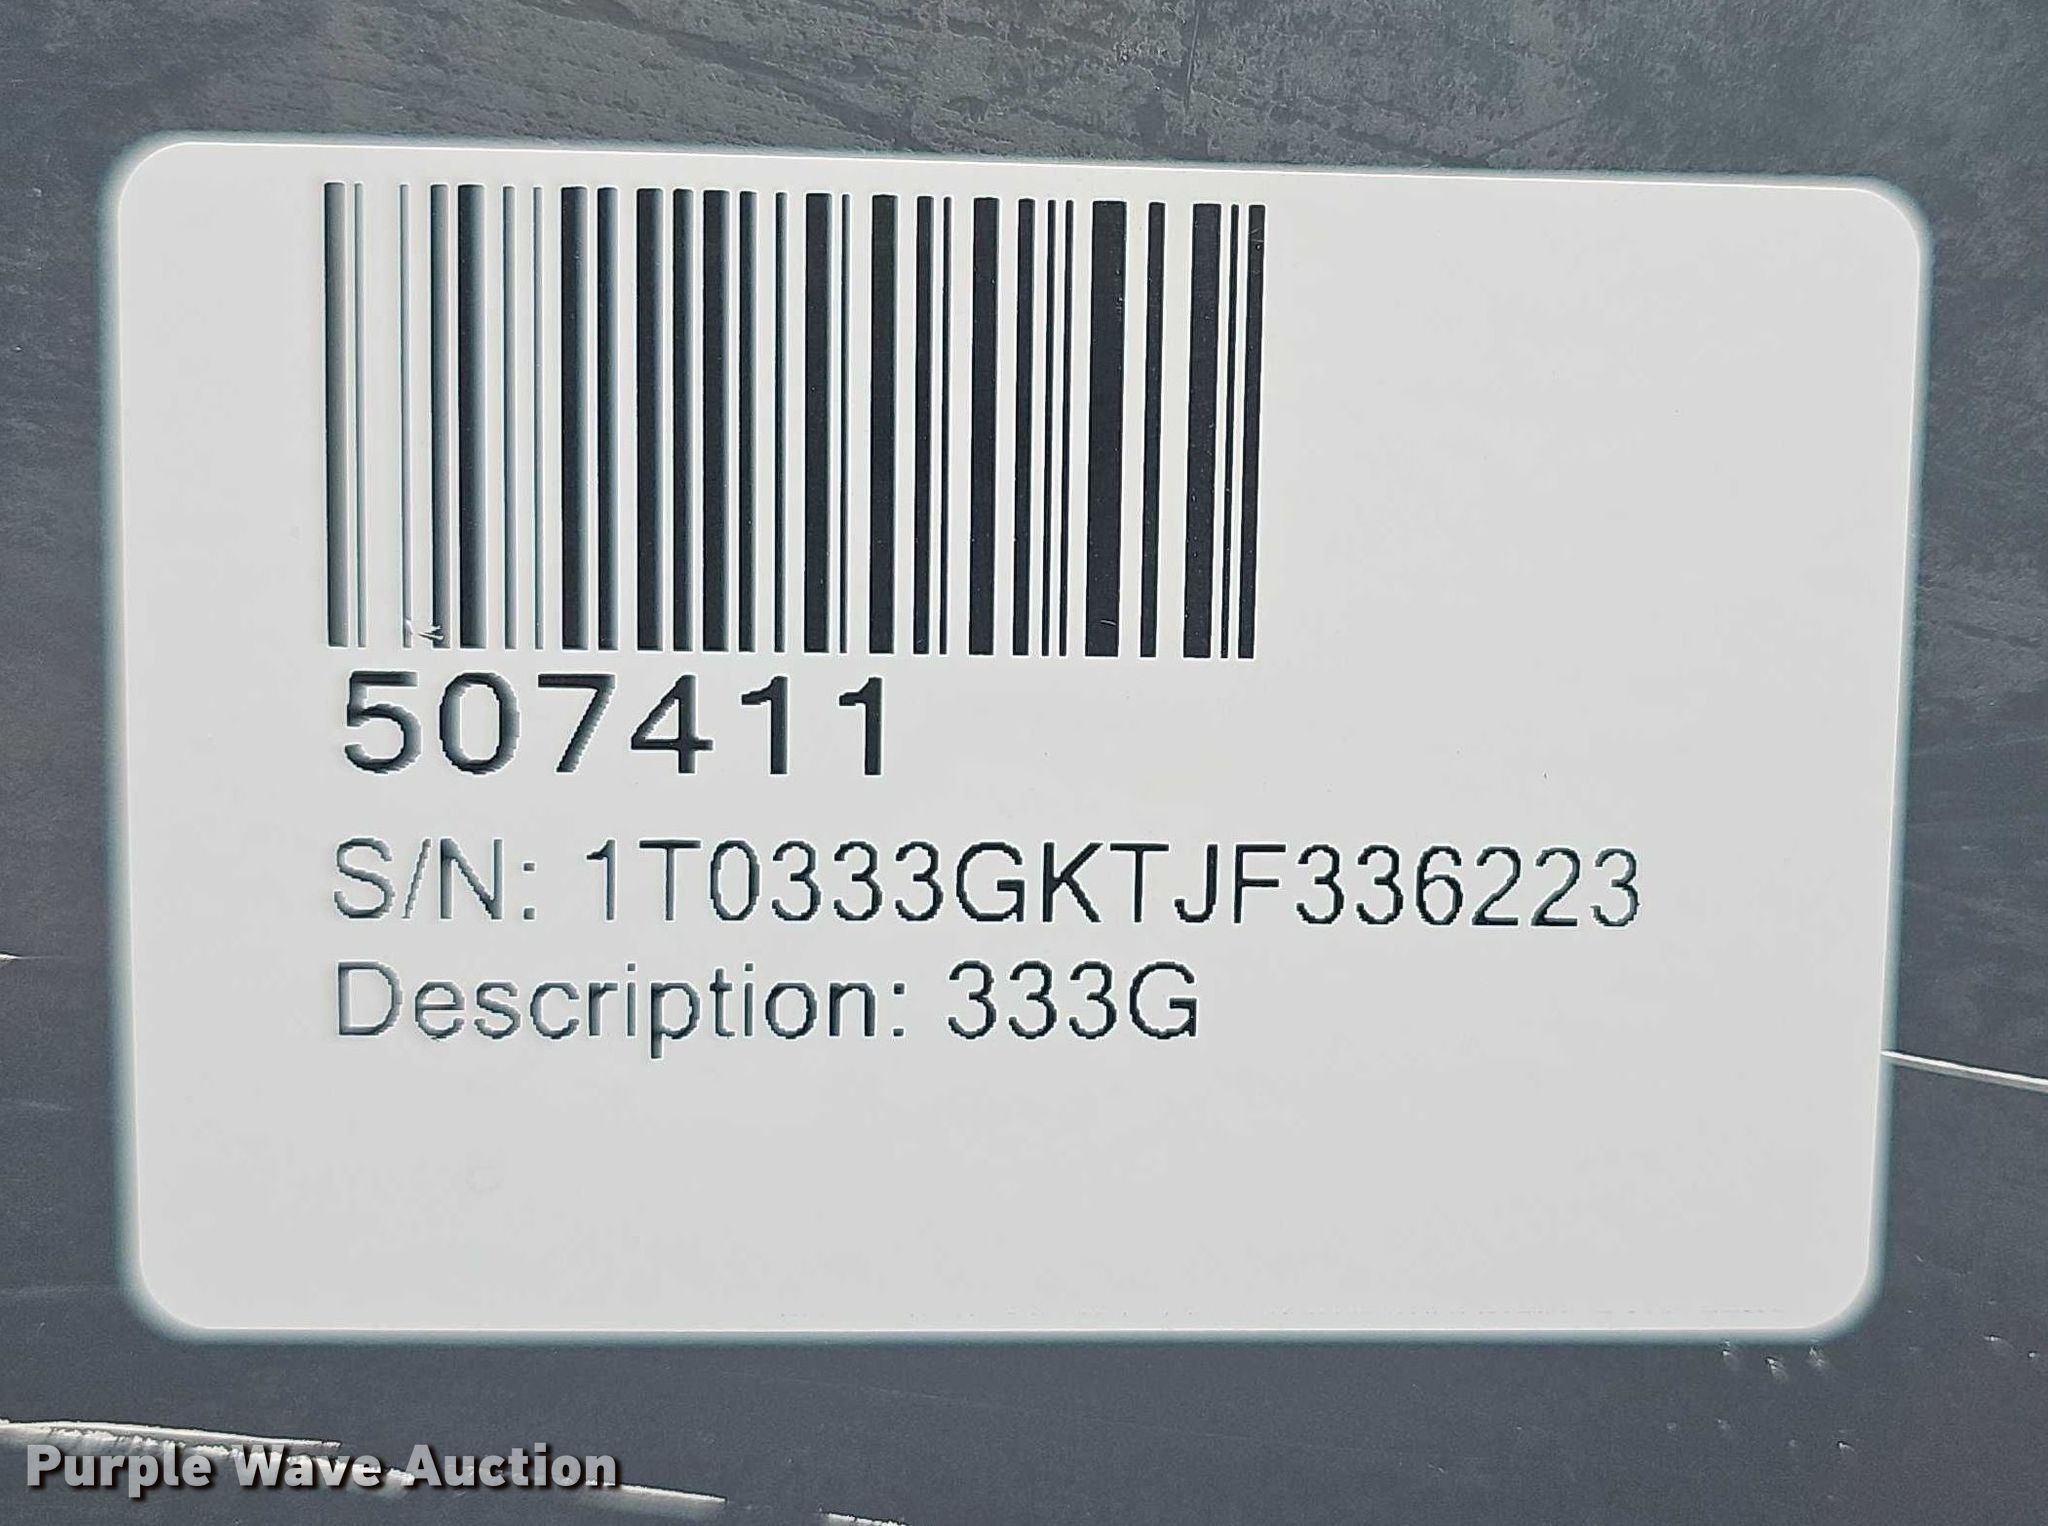 507411
S/N: 1T0333GKTJF336223
Description: 333G
Purple Wave Auction